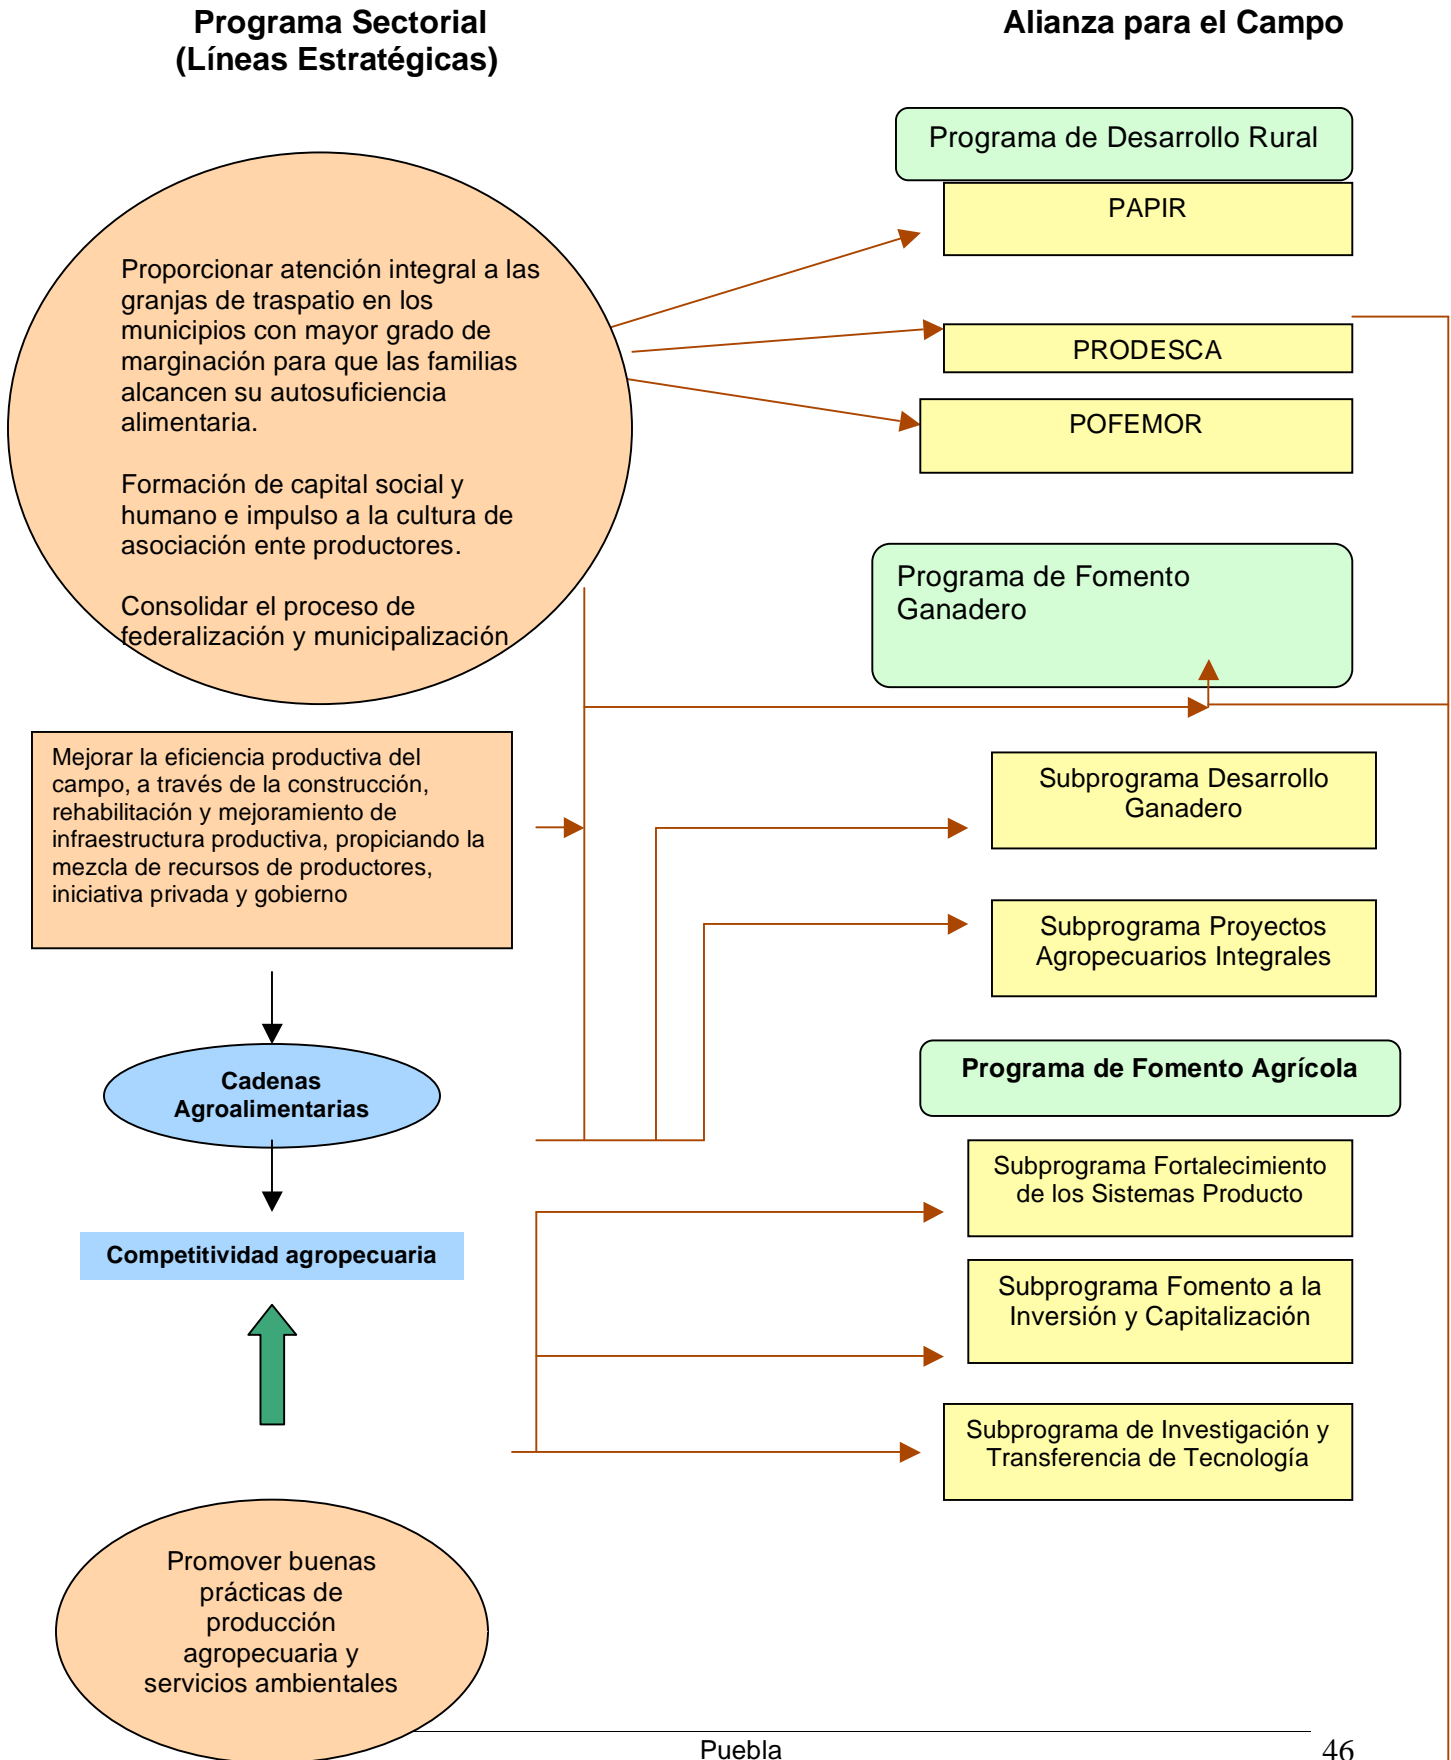 Programa Sectorial
(Líneas Estratégicas)
Alianza para el Campo
Programa de Desarrollo Rural
PAPIR
Proporcionar atención integral a las
granjas de traspatio en los
municipios con mayor grado de
marginación para que las familias
alcancen su autosuficiencia
alimentaria.
Formación de capital social y
humano e impulso a la cultura de
asociación ente productores.
Consolidar el proceso de
federalización y municipalización
PRODESCA
POFEMOR
Programa de Fomento
Ganadero
Mejorar la eficiencia productiva del
campo, a través de la construcción,
rehabilitación y mejoramiento de
infraestructura productiva, propiciando la
mezcla de recursos de productores,
iniciativa privada y gobierno
Subprograma Desarrollo
Ganadero
Subprograma Proyectos
Agropecuarios Integrales
Cadenas
Agroalimentarias
Programa de Fomento Agrícola
Subprograma Fortalecimiento
de los Sistemas Producto
Competitividad agropecuaria
Subprograma Fomento a la
Inversión y Capitalización
Subprograma de Investigación y
Transferencia de Tecnología
Promover buenas
prácticas de
producción
agropecuaria y
servicios ambientales
Puebla
46